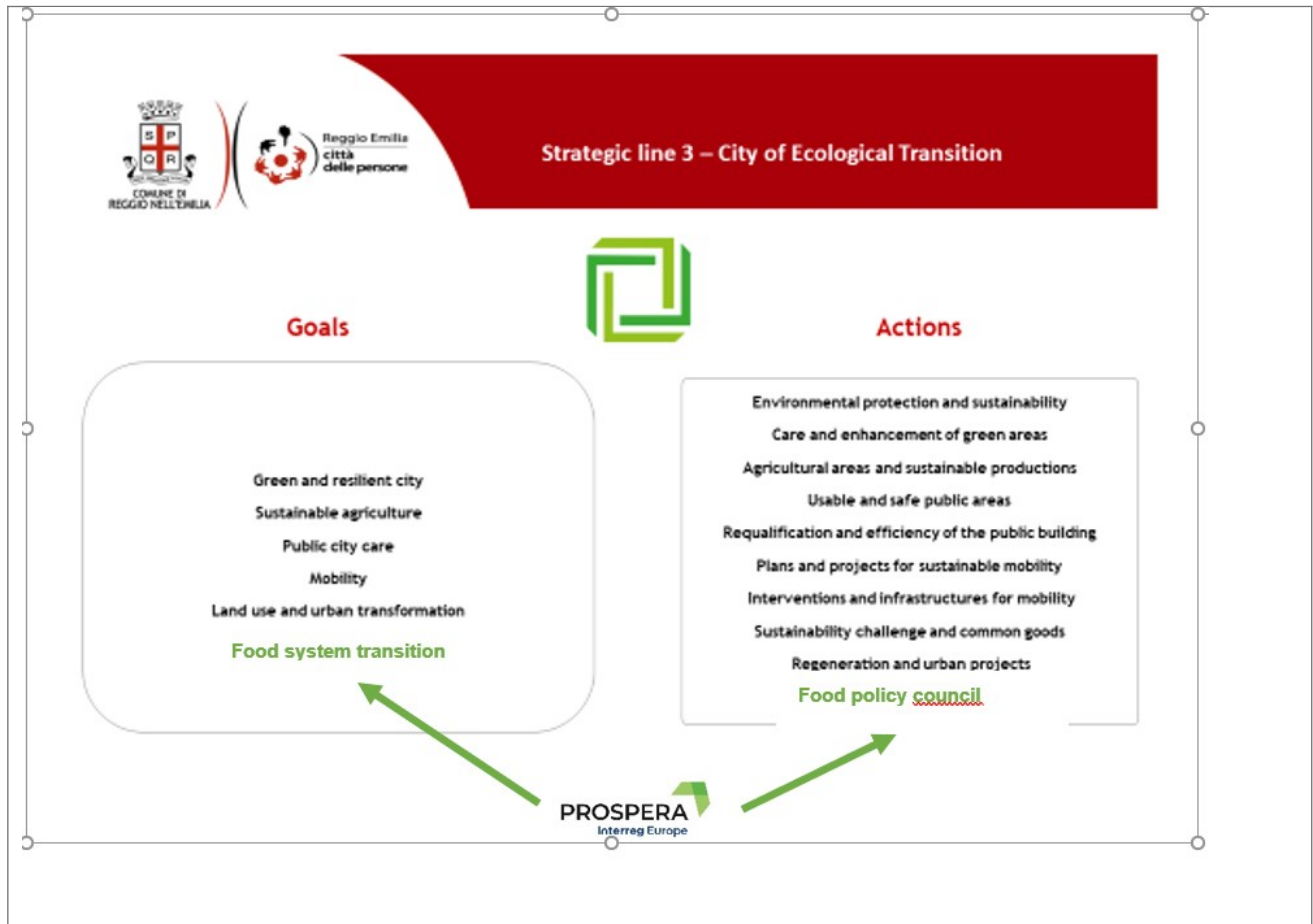 S P
Q R
COMUNE DI
REGGIO NELL'EMILIA
Reggio Emilia
città
delle persone
Strategic line 3 – City of Ecological Transition
Goals
Green and resilient city
Sustainable agriculture
Public city care
Mobility
Land use and urban transformation
Food system transition
Actions
Environmental protection and sustainability
Care and enhancement of green areas
Agricultural areas and sustainable productions
Usable and safe public areas
Requalification and efficiency of the public building
Plans and projects for sustainable mobility
Interventions and infrastructures for mobility
Sustainability challenge and common goods
Regeneration and urban projects
Food policy council
PROSPERA
Interreg Europe